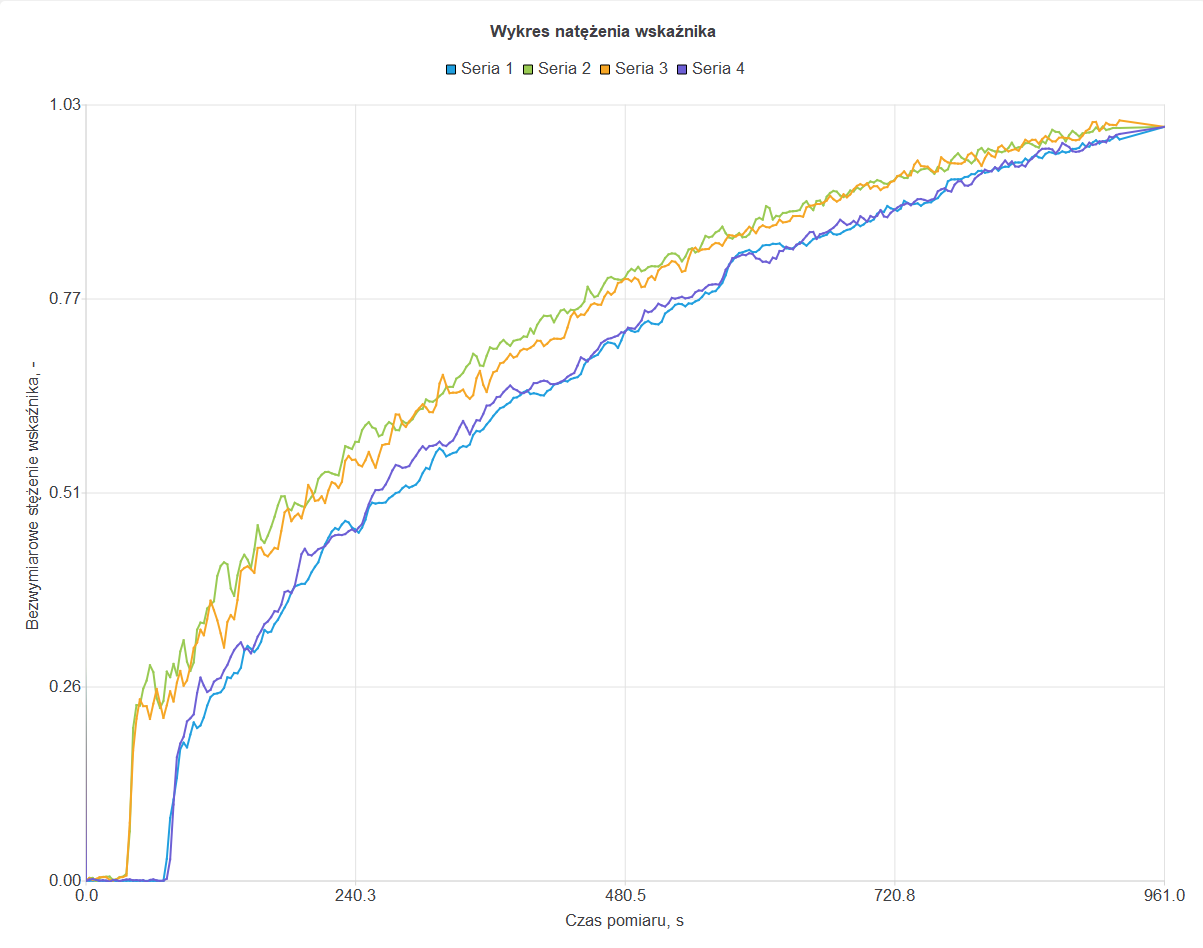 Wykres natężenia wskaźnika
Seria 1 Seria 2 Seria 3 Seria 4
1.03
0.77
0.51
0.26
0.00
Bezwymiarowe stężenie wskaźnika, -
0.0 240.3 480.5 720.8 961.0
Czas pomiaru, s